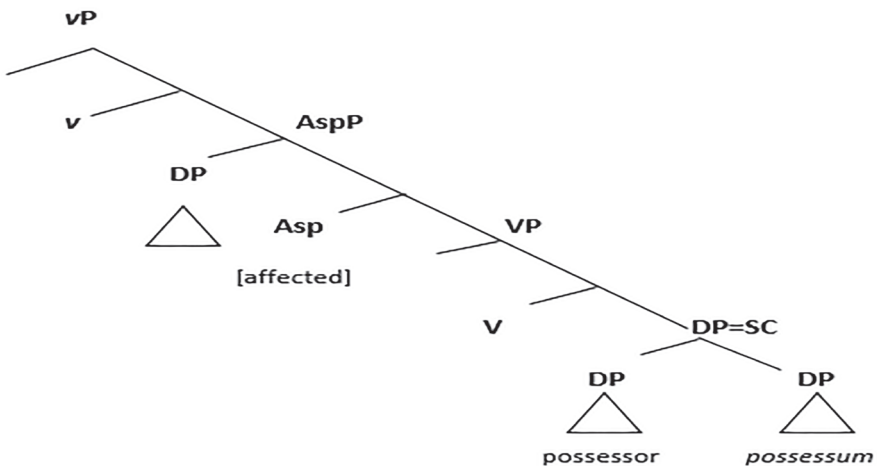 vP
v
AspP
DP
Asp
VP
[affected]
V
DP=SC
DP
DP
possessor
possessum